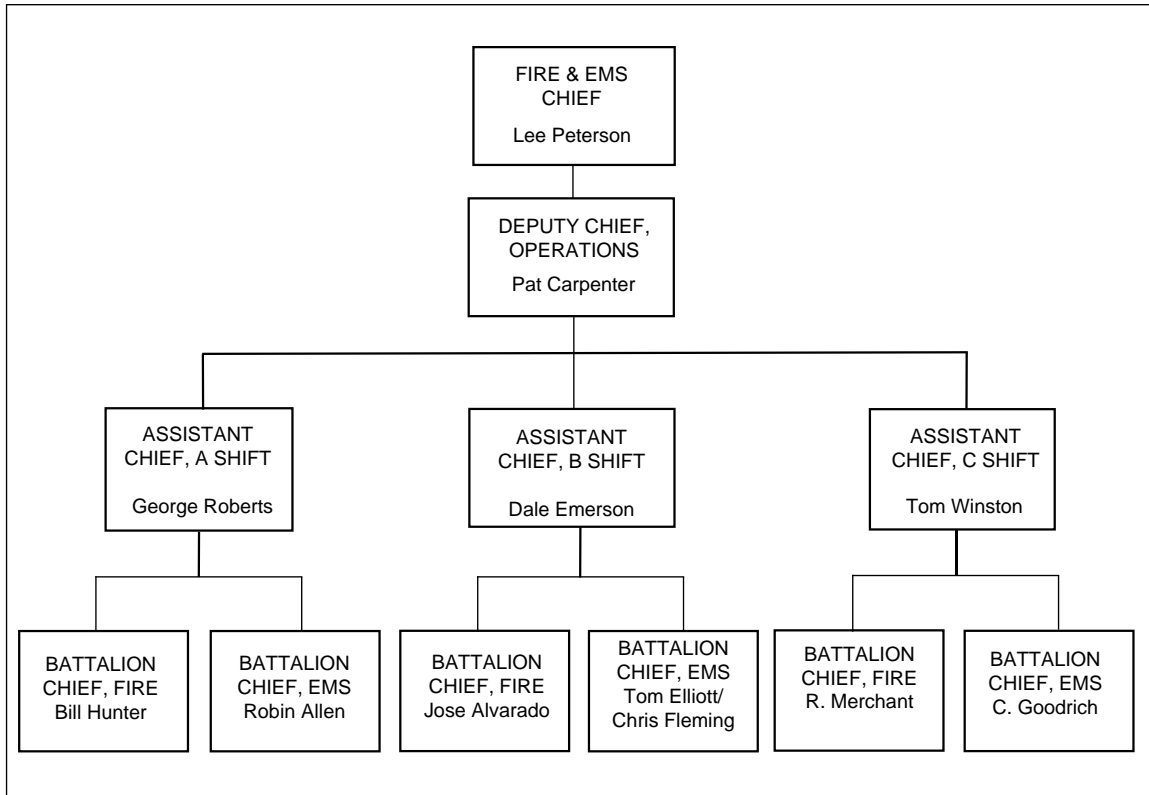 FIRE & EMS
CHIEF
Lee Peterson
DEPUTY CHIEF,
OPERATIONS
Pat Carpenter
ASSISTANT
CHIEF, A SHIFT
George Roberts
ASSISTANT
CHIEF, B SHIFT
Dale Emerson
ASSISTANT
CHIEF, C SHIFT
Tom Winston
BATTALION
CHIEF, FIRE
Bill Hunter
BATTALION
CHIEF, EMS
Robin Allen
BATTALION
CHIEF, FIRE
Jose Alvarado
BATTALION
CHIEF, EMS
Tom Elliott/
Chris Fleming
BATTALION
CHIEF, FIRE
R. Merchant
BATTALION
CHIEF, EMS
C. Goodrich